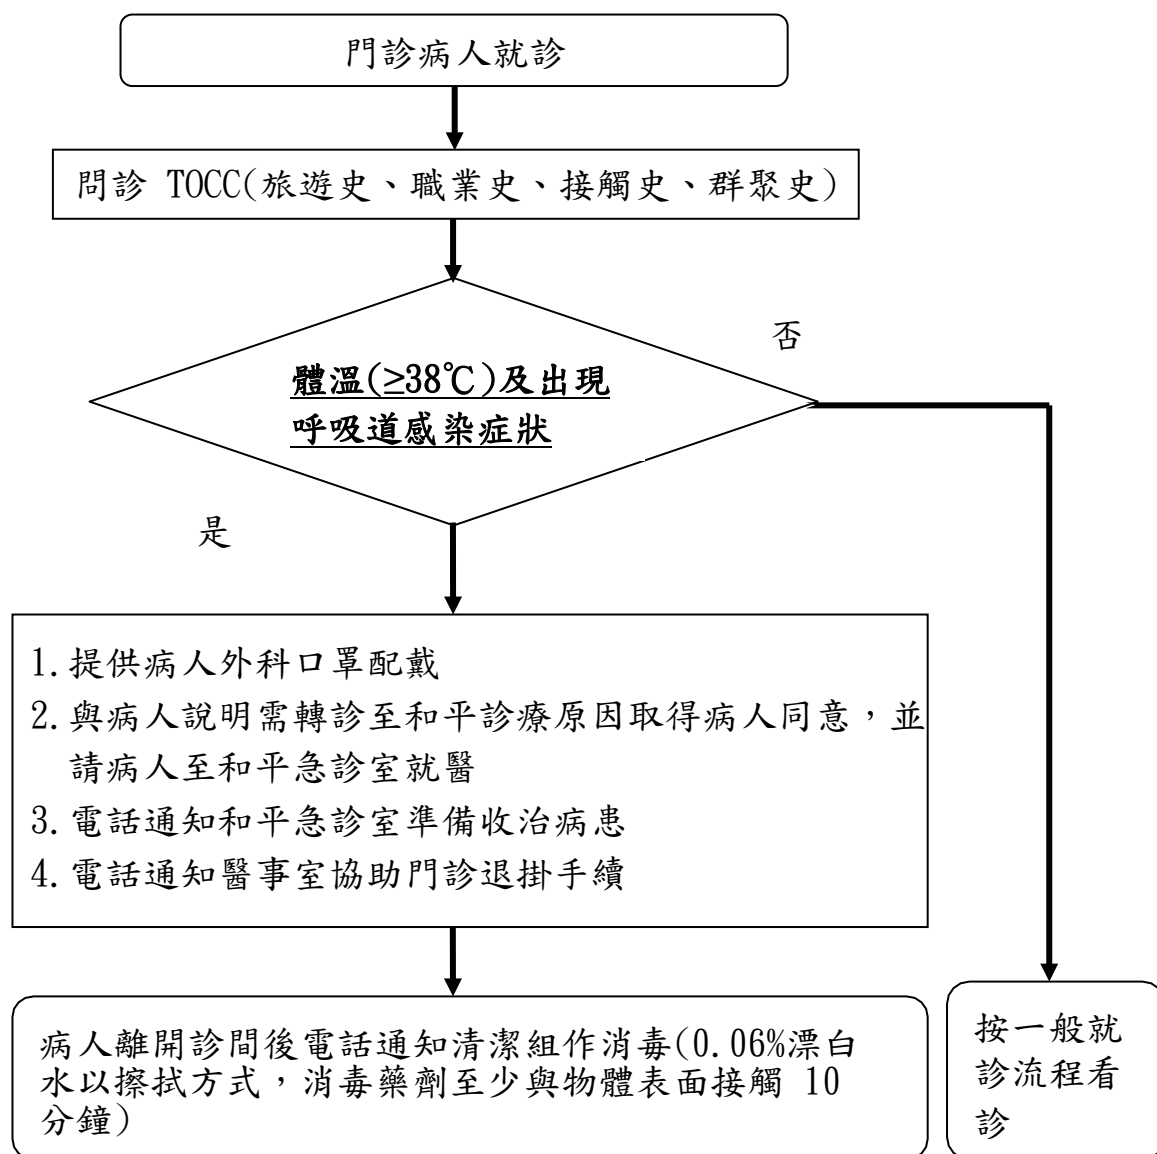 門診病人就診
問診 TOCC(旅遊史、職業史、接觸史、群聚史)
否
體溫(≥38℃)及出現
呼吸道感染症狀
是
1.提供病人外科口罩配戴
2.與病人說明需轉診至和平診療原因取得病人同意，並
請病人至和平急診室就醫
3.電話通知和平急診室準備收治病患
4.電話通知醫事室協助門診退掛手續
病人離開診間後電話通知清潔組作消毒(0.06%漂白
水以擦拭方式，消毒藥劑至少與物體表面接觸 10
分鐘)
按一般就
診流程看
診